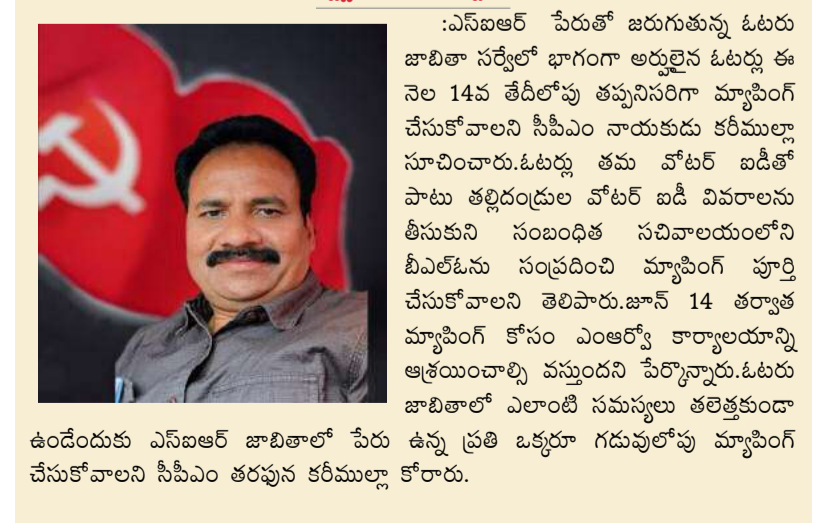 :ఎస్ఐఆర్ పేరుతో జరుగుతున్న ఓటరు
జాబితా సర్వేలో భాగంగా అర్హులైన ఓటర్లు ఈ
నెల 14వ తేదీలోపు తప్పనిసరిగా మ్యాపింగ్
చేసుకోవాలని సీపీఎం నాయకుడు కరీముల్లా
సూచించారు.ఓటర్లు తమ వోటర్ ఐడీతో
పాటు తల్లిదండ్రుల వోటర్ ఐడీ వివరాలను
తీసుకుని సంబంధిత సచివాలయంలోని
బీఎల్ఓను సంప్రదించి మ్యాపింగ్ పూర్తి
చేసుకోవాలని తెలిపారు.జూన్ 14 తర్వాత
మ్యాపింగ్ కోసం ఎంఆర్వో కార్యాలయాన్ని
ఆశ్రయించాల్సి వస్తుందని పేర్కొన్నారు.ఓటరు
జాబితాలో ఎలాంటి సమస్యలు తలెత్తకుండా
ఉండేందుకు ఎస్ఐఆర్ జాబితాలో పేరు ఉన్న ప్రతి ఒక్కరూ గడువులోపు మ్యాపింగ్
చేసుకోవాలని సీపీఎం తరఫున కరీముల్లా కోరారు.